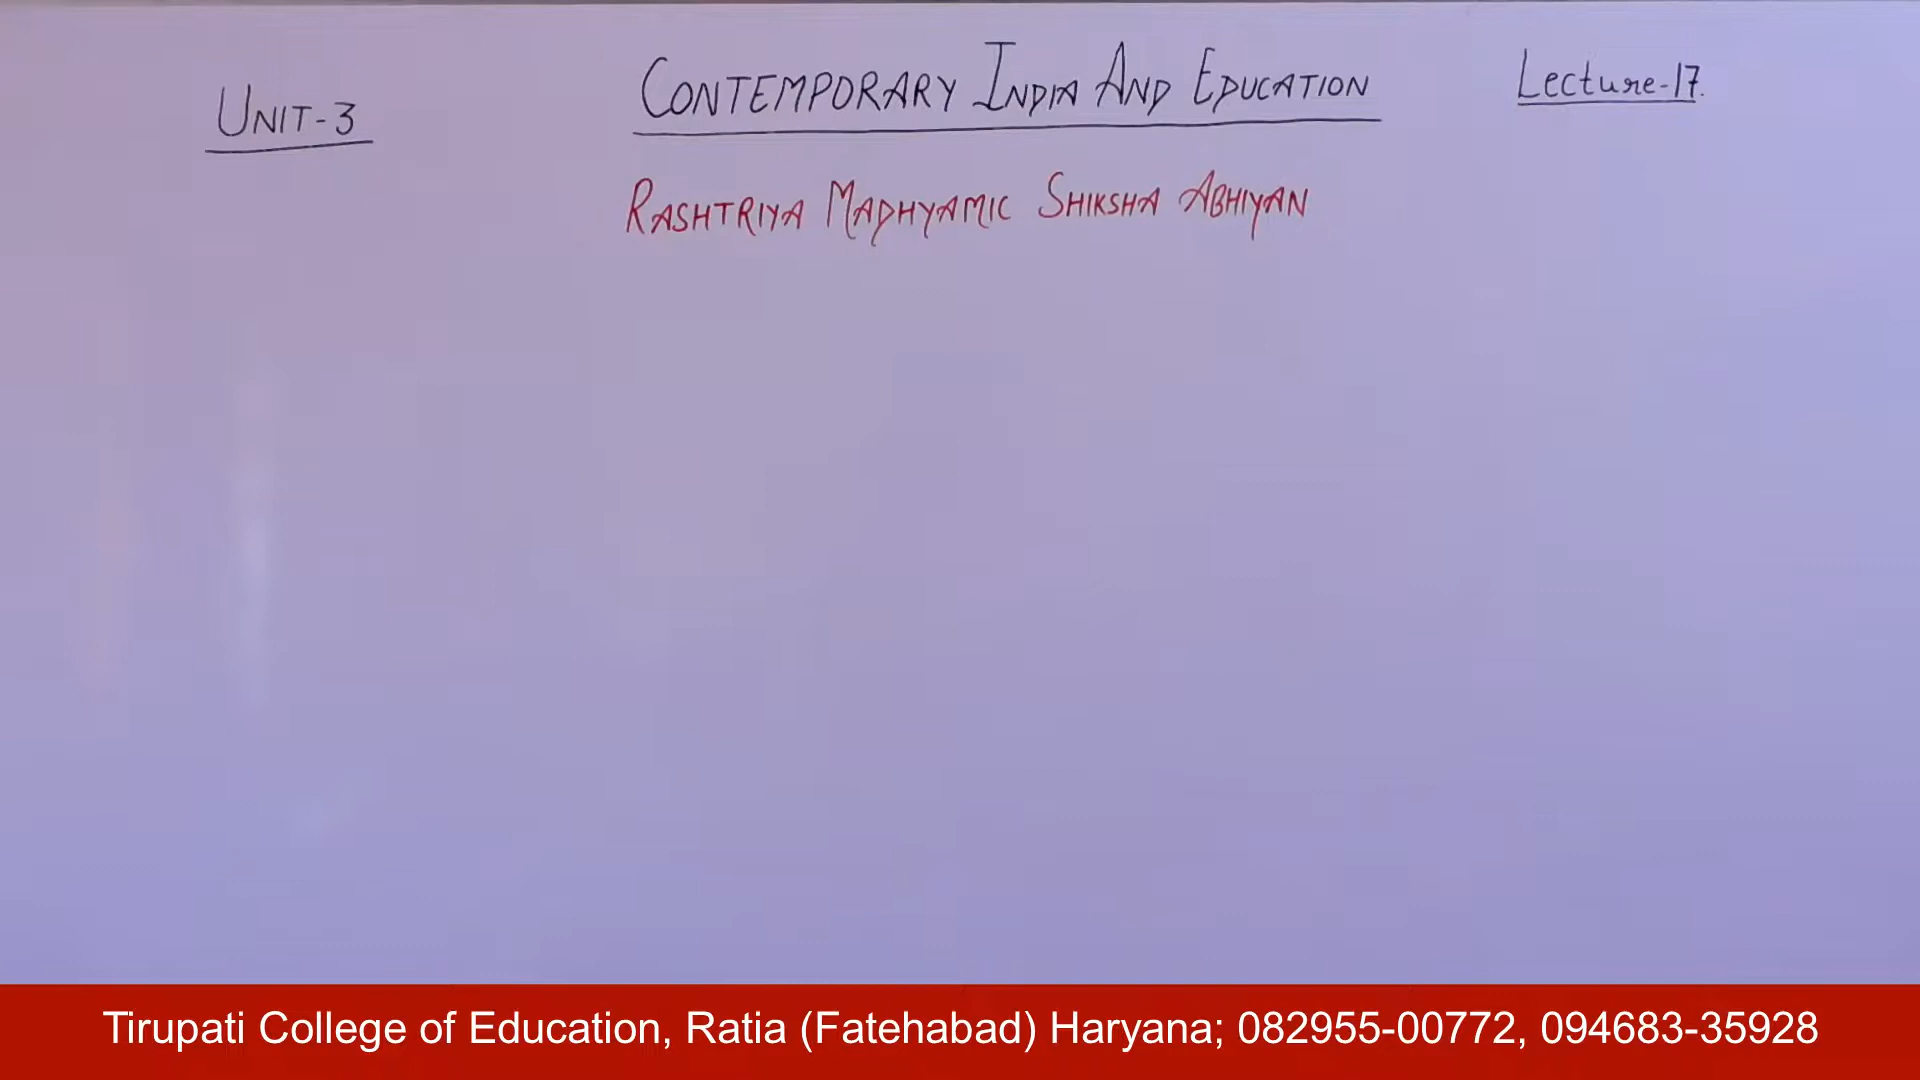 UNIT-3
CONTEMPORARY INDIA AND EDUCATION
Lecture-17.
RASHTRIYA MADHYAMIC SHIKSHA ABHIYAN
Tirupati College of Education, Ratia (Fatehabad) Haryana; 082955-00772, 094683-35928